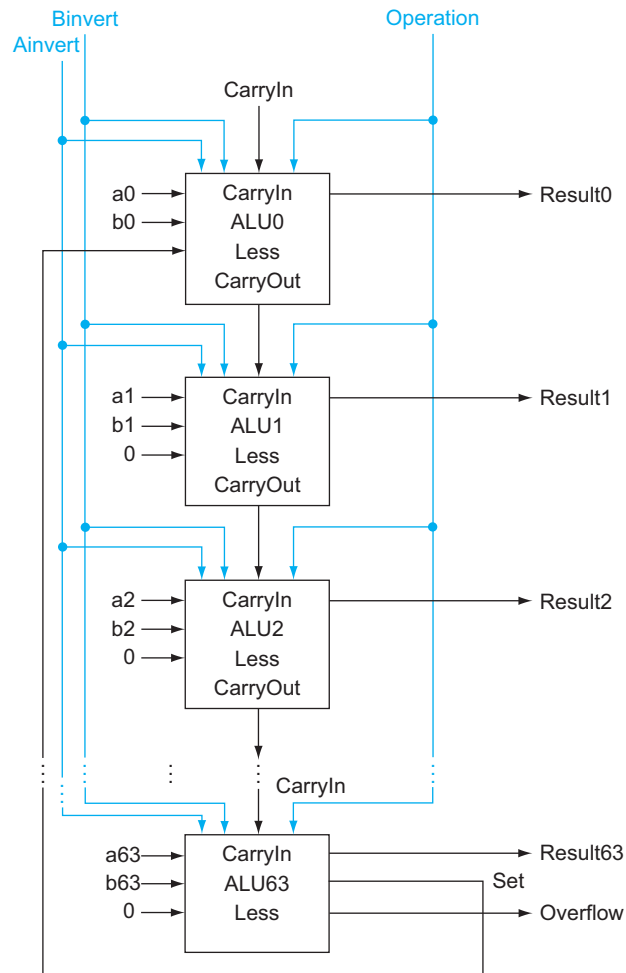 Binvert
Operation
Ainvert
CarryIn
a0
CarryIn
Result0
b0
ALU0
Less
CarryOut
a1
CarryIn
Result1
b1
ALU1
0
Less
CarryOut
a2
CarryIn
Result2
b2
ALU2
0
Less
CarryOut
CarryIn
a63
CarryIn
Result63
b63
ALU63
Set
0
Less
Overflow